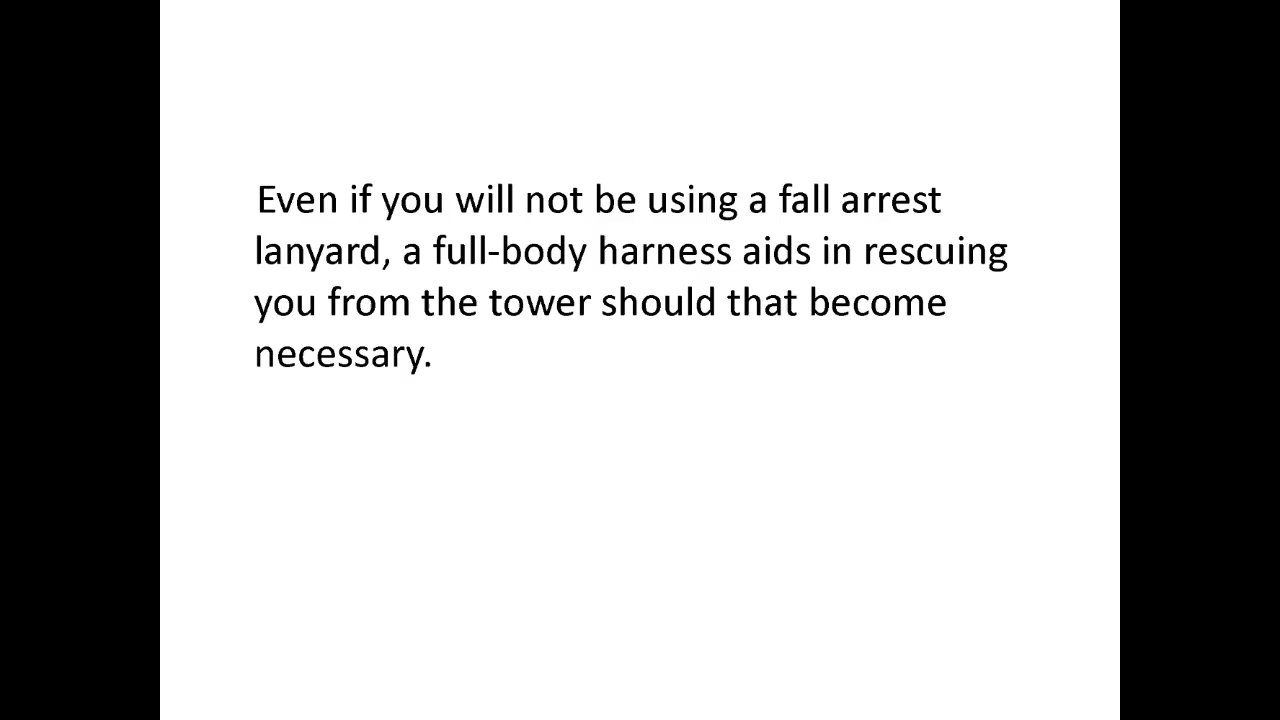 Even if you will not be using a fall arrest
lanyard, a full-body harness aids in rescuing
you from the tower should that become
necessary.